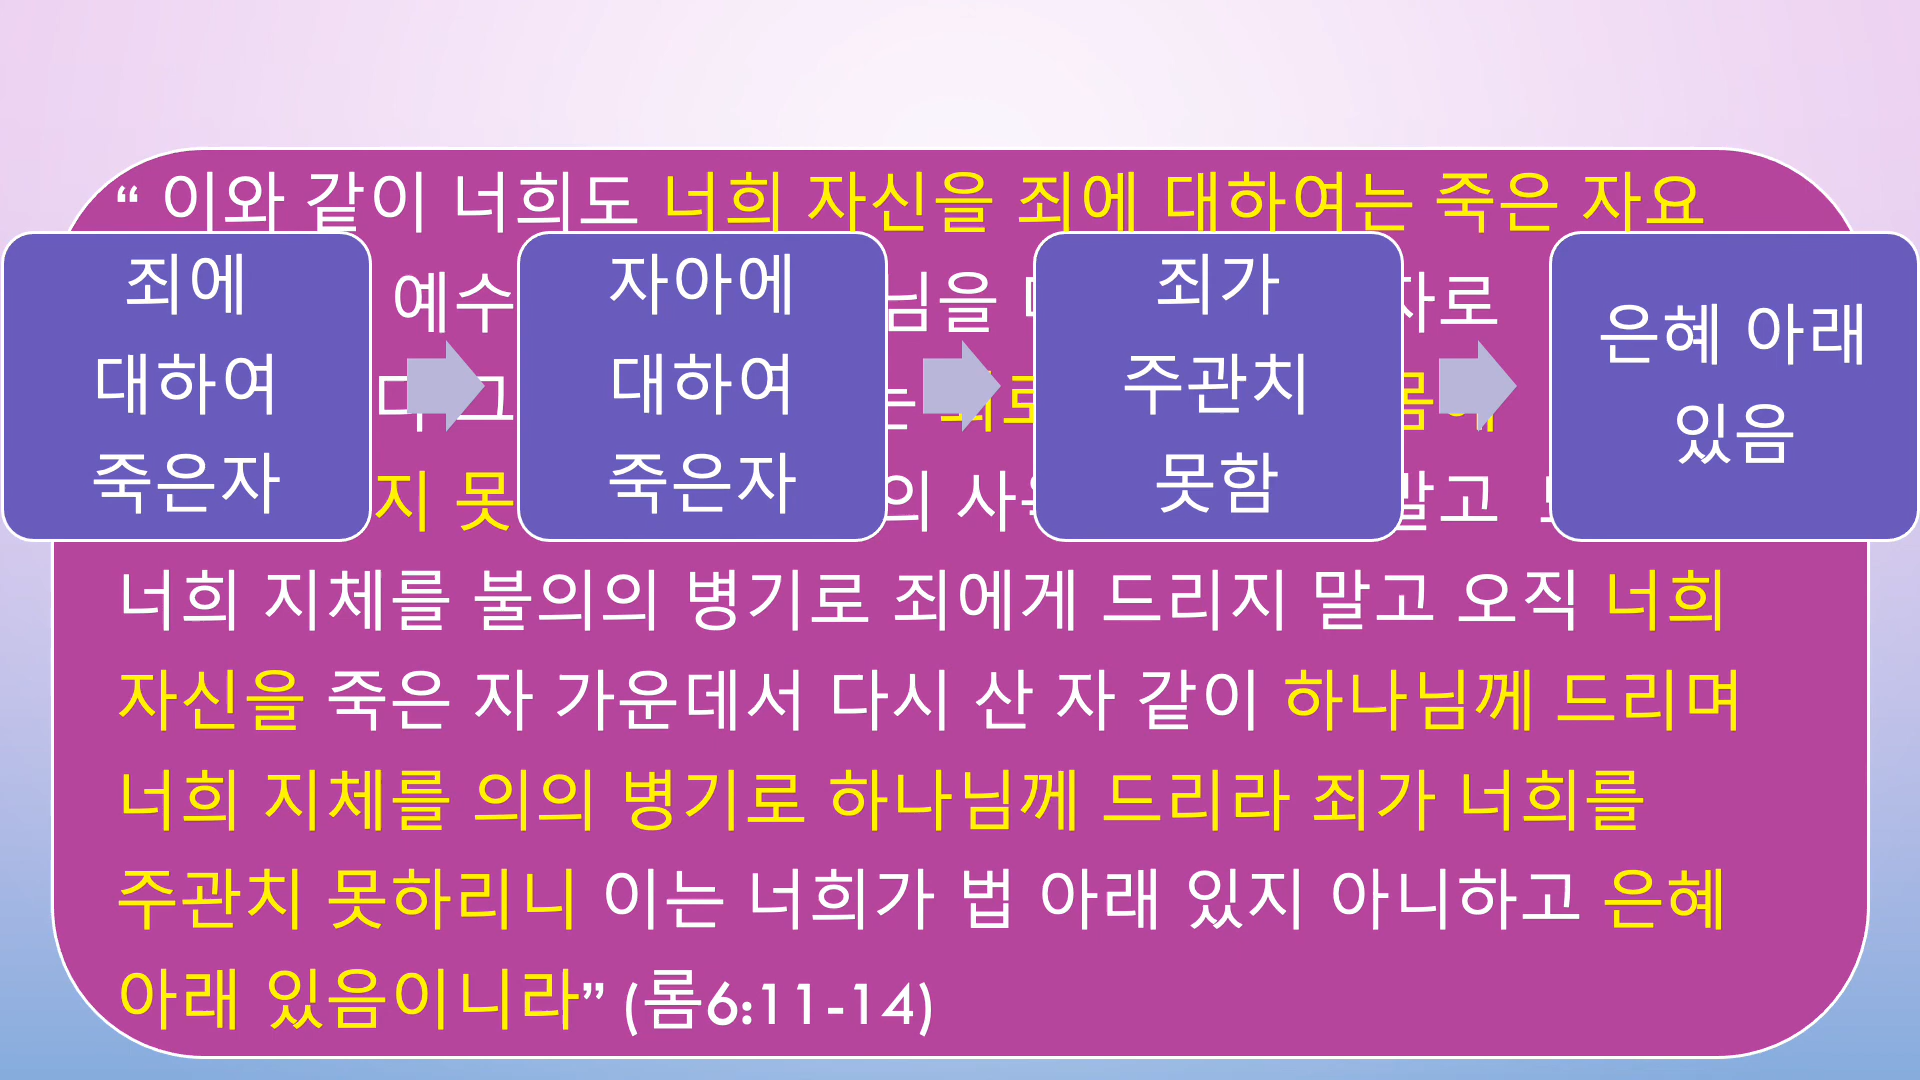 “ 이와 같이 너희도 너희 자신을 죄에 대하여는 죽은 자요
죄에
대하여
죽은자
자아에
대하여
죽은자
죄가
주관치
못함
은혜 아래
있음
예수
지 못
말고
너희 지체를 불의의 병기로 죄에게 드리지 말고 오직 너희
자신을 죽은 자 가운데서 다시 산 자 같이 하나님께 드리며
너희 지체를 의의 병기로 하나님께 드리라 죄가 너희를
주관치 못하리니 이는 너희가 법 아래 있지 아니하고 은혜
아래 있음이니라” (롬6:11-14)